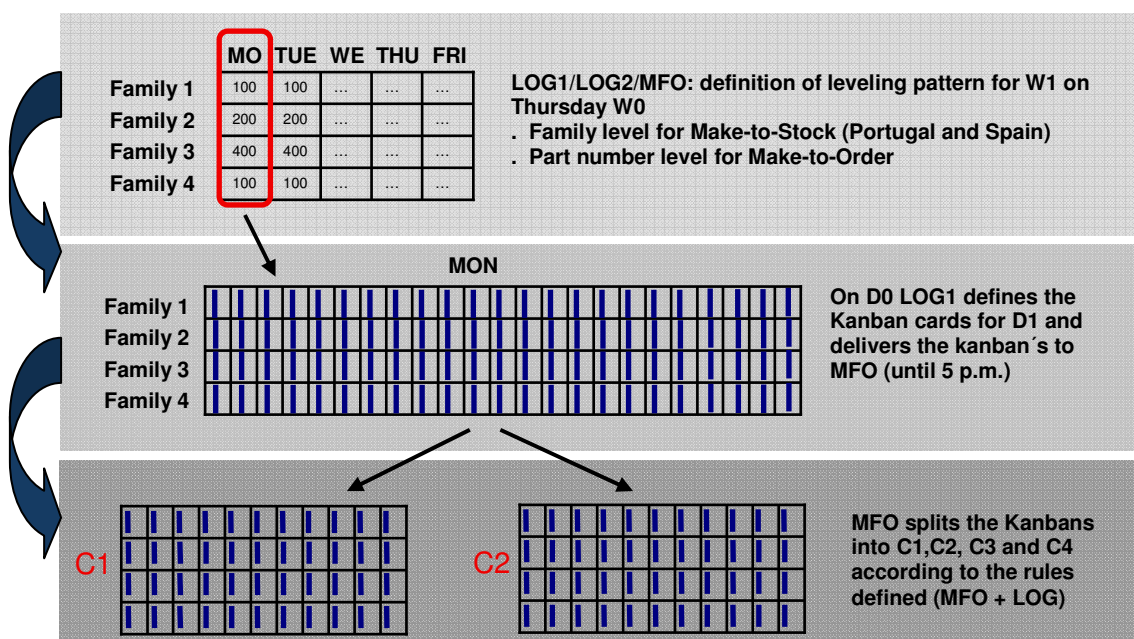 MO TUE WE THU FRI
Family 1 100 100 ... ... ...
Family 2 200 200 ... ... ...
Family 3 400 400 ... ... ...
Family 4 100 100 ... ... ...
LOG1/LOG2/MFO: definition of leveling pattern for W1 on
Thursday W0
. Family level for Make-to-Stock (Portugal and Spain)
. Part number level for Make-to-Order
MON
Family 1
Family 2
Family 3
Family 4
On D0 LOG1 defines the
Kanban cards for D1 and
delivers the kanban´s to
MFO (until 5 p.m.)
C1
C2
MFO splits the Kanbans
into C1,C2, C3 and C4
according to the rules
defined (MFO + LOG)